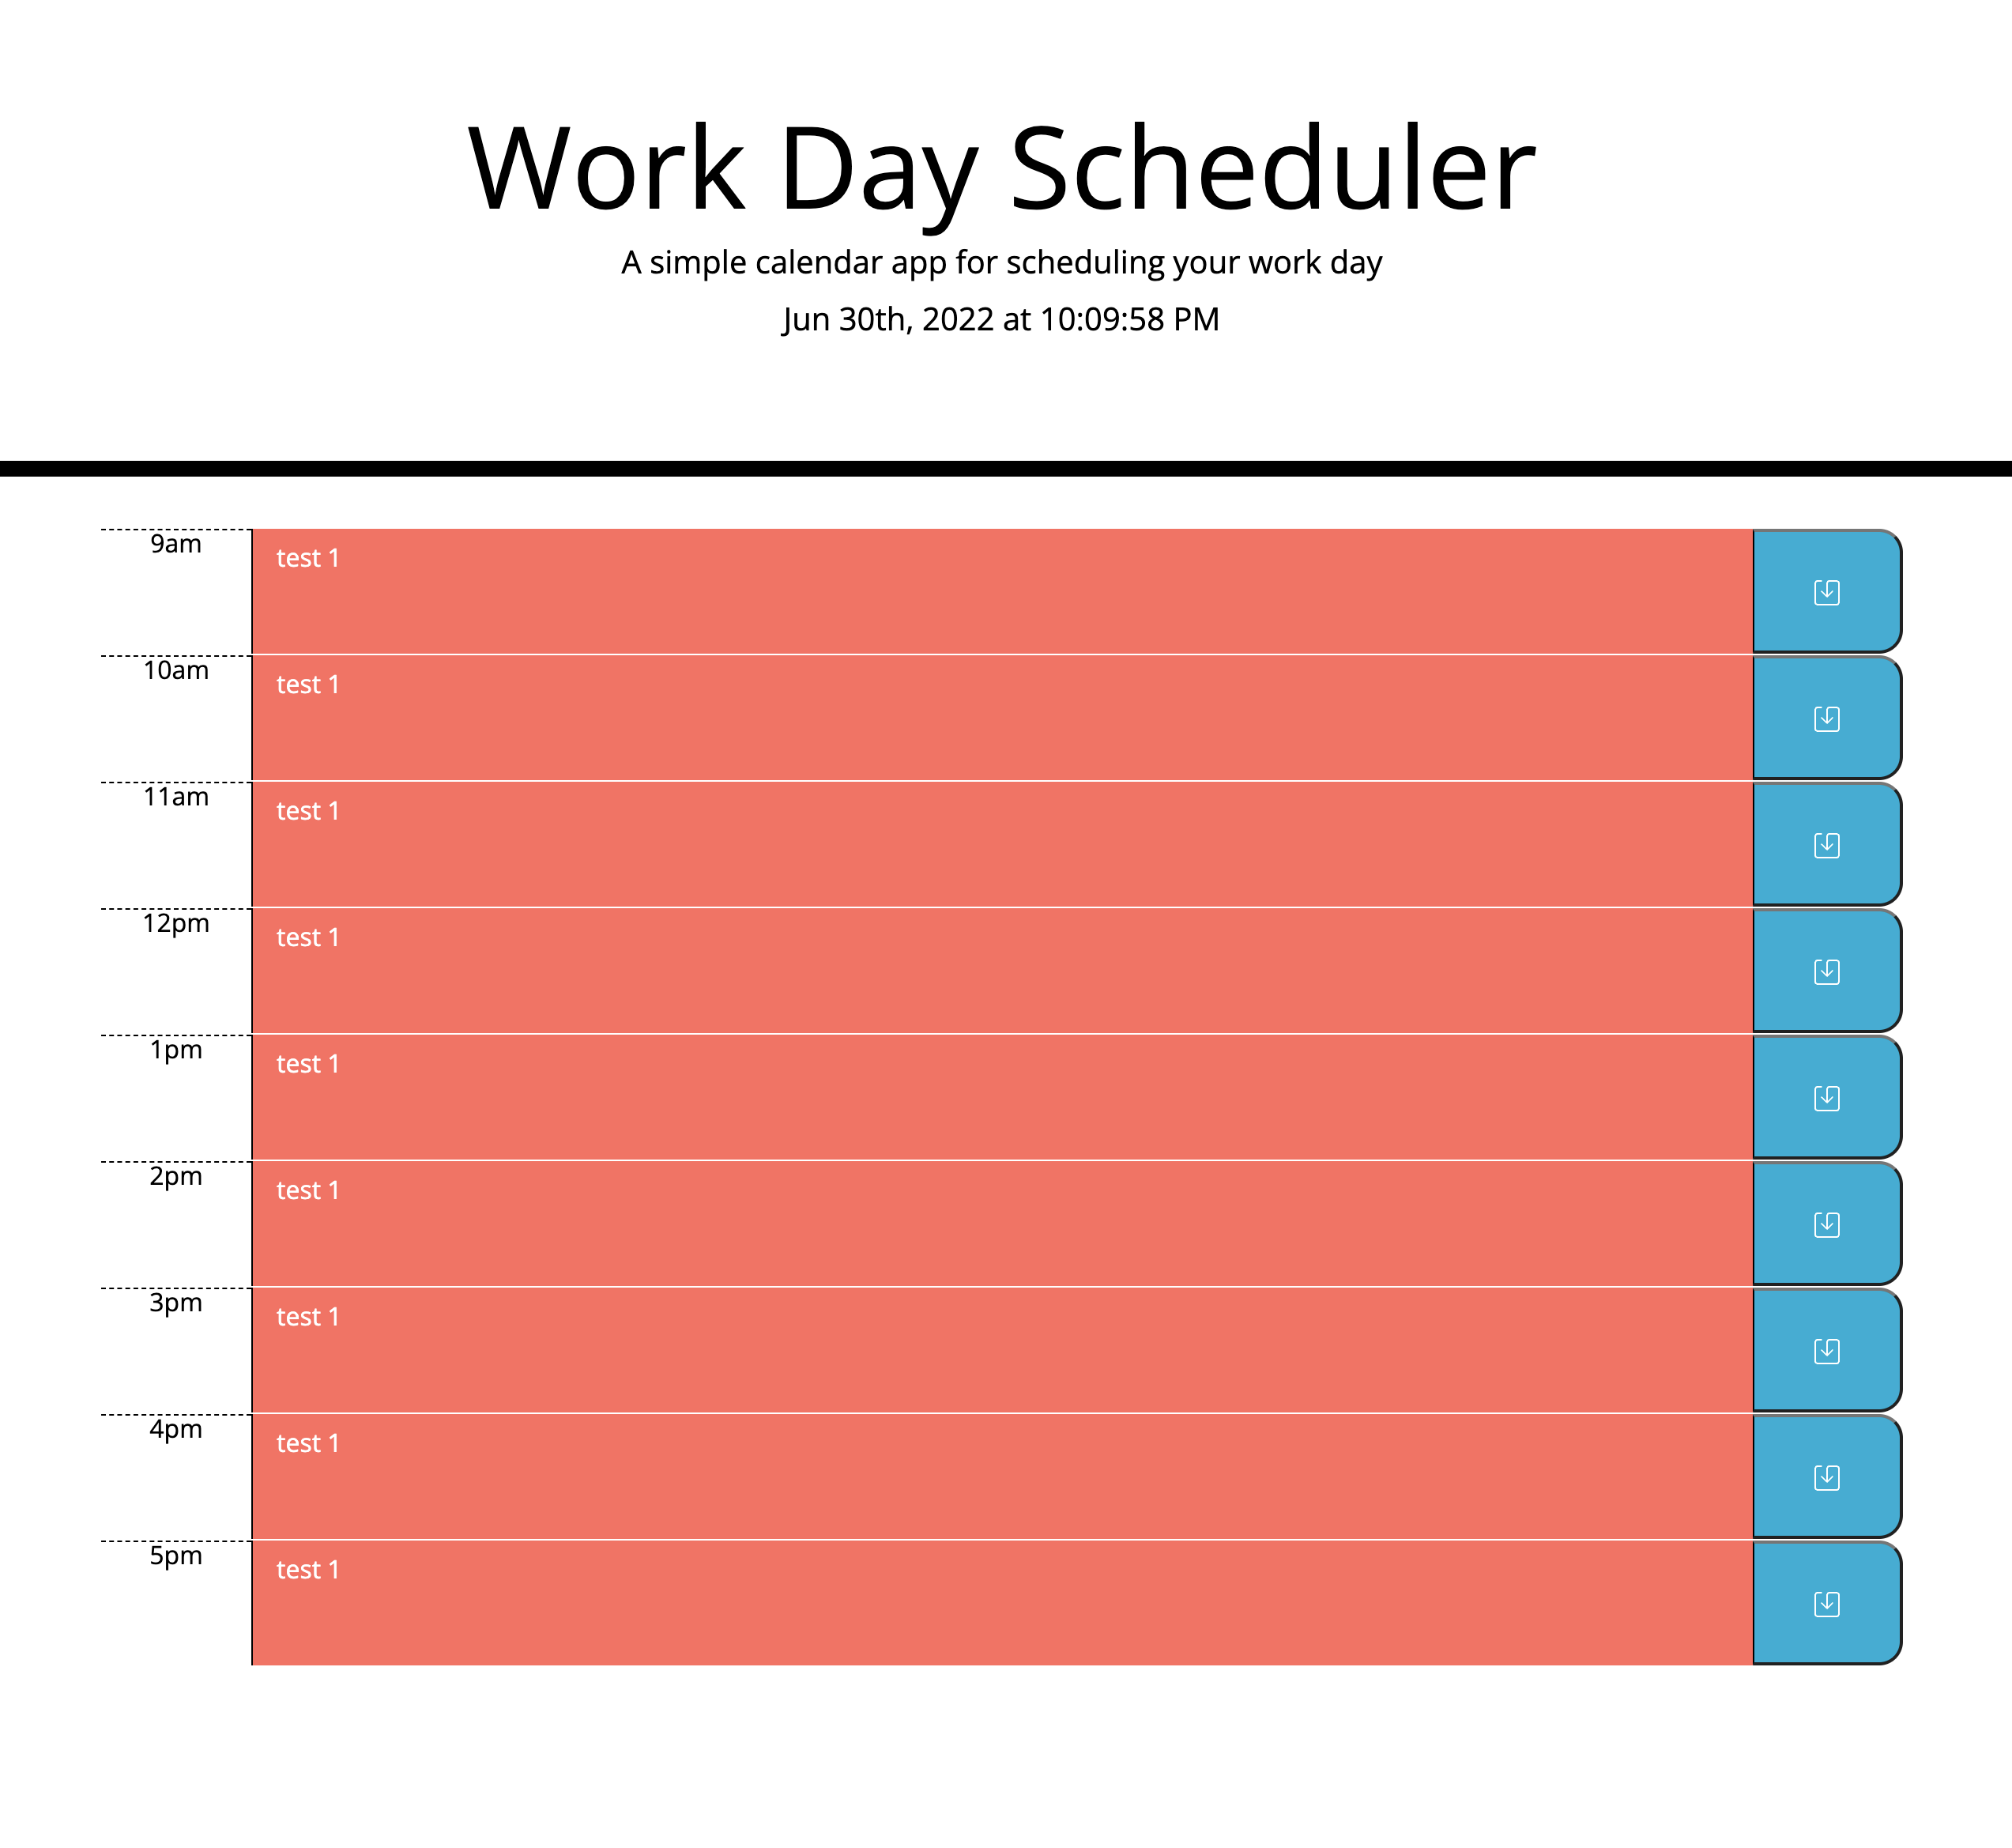 Work Day Scheduler
A simple calendar app for scheduling your work day
Jun 30th, 2022 at 10:09:58 PM
9am test 1
10am test 1
11am test 1
12pm test 1
1pm test 1
2pm test 1
3pm test 1
4pm test 1
5pm test 1